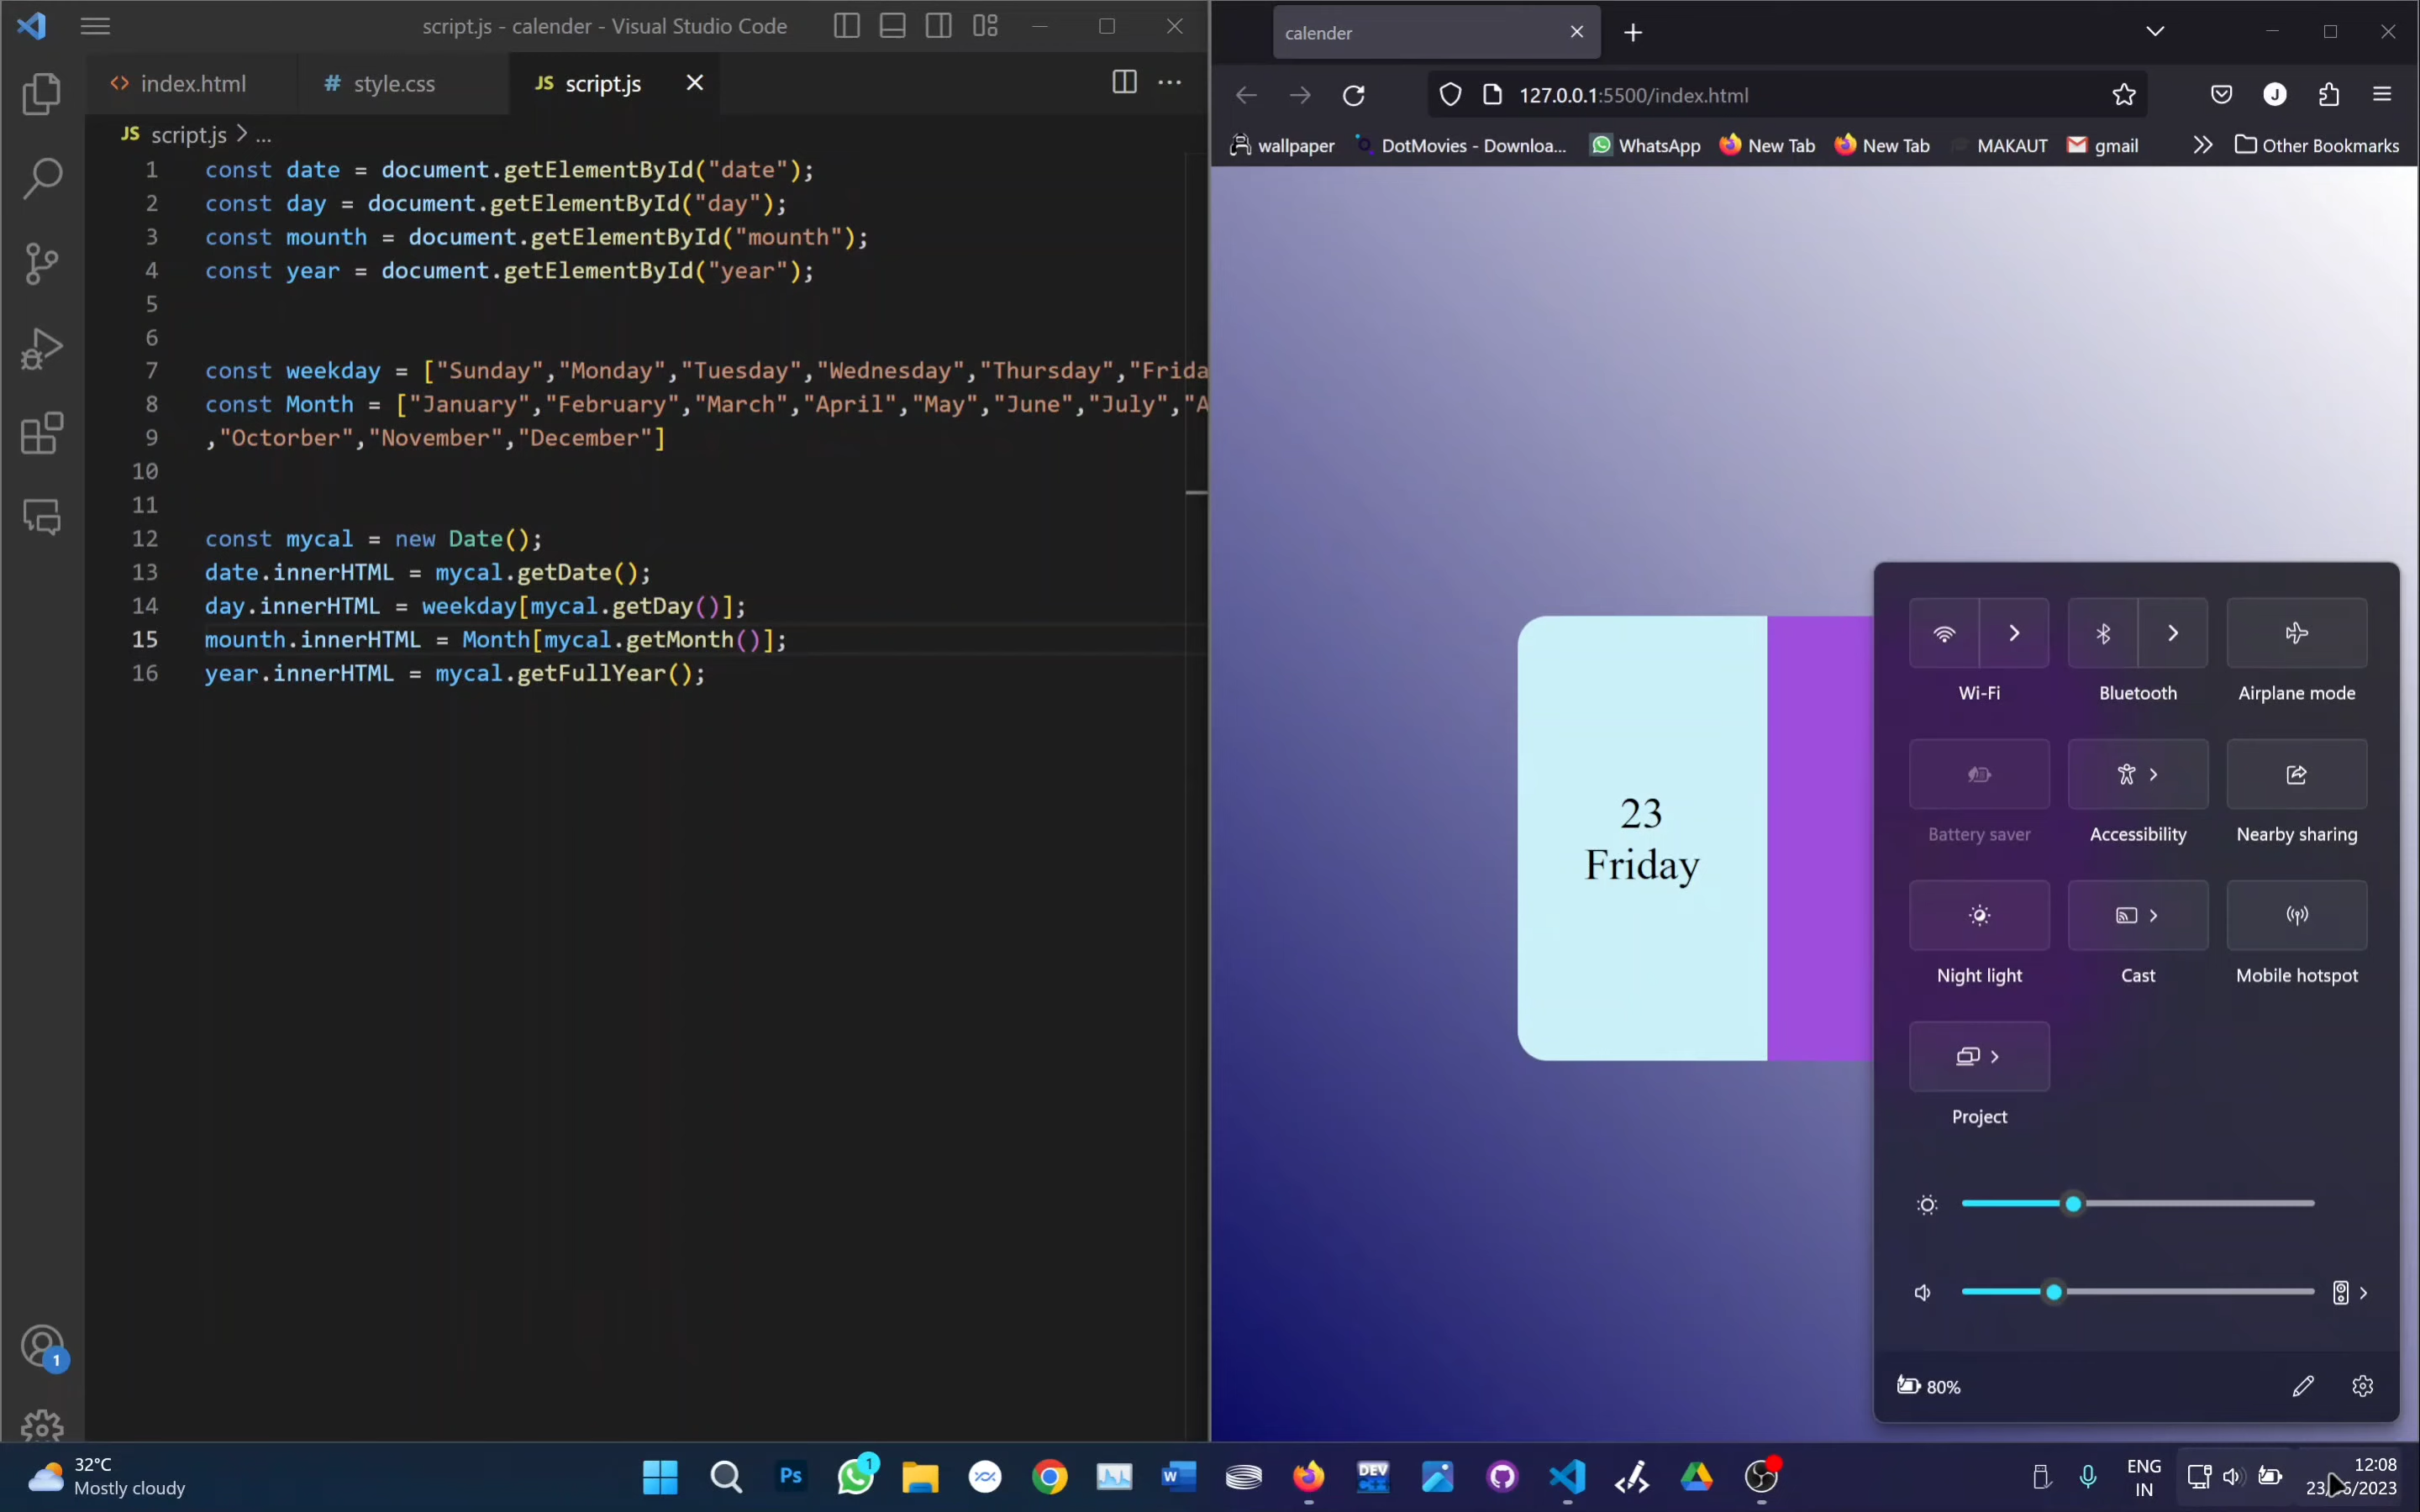 script.js - calender - Visual Studio Code
index.html
# style.css
JS script.js
JS script.js > ...
1 const date = document.getElementById("date");
2 const day = document.getElementById("day");
3 const mounth = document.getElementById("mounth");
4 const year = document.getElementById("year");
5
6
7 const weekday = ["Sunday","Monday","Tuesday","Wednesday","Thursday","Frida
8 const Month = ["January","February","March","April","May","June","July","A
9 ,"Octorber","November","December"]
10
11
12 const mycal = new Date();
13 date.innerHTML = mycal.getDate();
14 day.innerHTML = weekday[mycal.getDay()];
15 mounth.innerHTML = Month[mycal.getMonth()];
16 year.innerHTML = mycal.getFullYear();
1
calender
127.0.0.1:5500/index.html
J
wallpaper DotMovies - Downloa... WhatsApp New Tab New Tab MAKAUT gmail Other Bookmarks
23
Friday
Wi-Fi Bluetooth Airplane mode
Battery saver Accessibility Nearby sharing
Night light Cast Mobile hotspot
Project
80%
32°C
Mostly cloudy
Ps
1
W
DEV
C++
ENG
IN
12:08
/2023